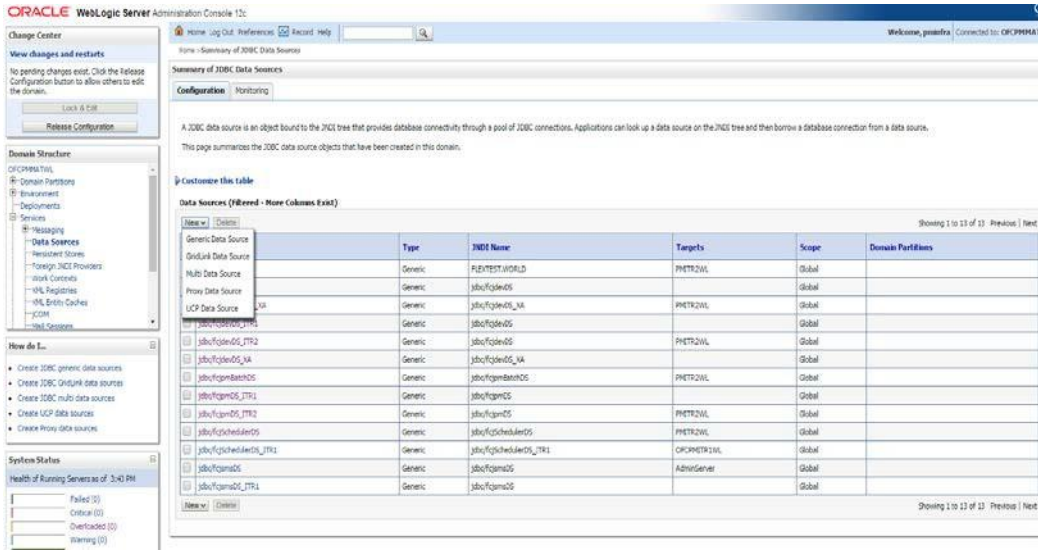 ORACLE WebLogic Server Administration Console 12c
Change Center
View changes and restarts
No pending changes exist. Click the Release
Configuration button to allow others to edit
the domain.
Lock & Edit
Release Configuration
Domain Structure
OFCPMMATWL
Domain Partitions
Environment
Deployments
Services
Messaging
Data Sources
Persistent Stores
Foreign JNDI Providers
Work Contexts
XML Registries
XML Entity Caches
jCOM
Mail Sessions
How do I...
Create JDBC generic data sources
Create JDBC GridLink data sources
Create JDBC multi data sources
Create UCP data sources
Create Proxy data sources
System Status
Health of Running Servers as of 3:43 PM
Failed (0)
Critical (0)
Overloaded (0)
Warning (0)
Home Log Out Preferences Record Help
Welcome, Connected to: OFCPMMAT
Home >Summary of JDBC Data Sources
Summary of JDBC Data Sources
Configuration Monitoring
A JDBC data source is an object bound to the JNDI tree that provides database connectivity through a pool of JDBC connections. Applications can look up a data source on the JNDI tree and then borrow a database connection from a data source.
This page summarizes the JDBC data source objects that have been created in this domain.
Customize this table
Data Sources (Filtered - More Columns Exist)
New Delete
Showing 1 to 13 of 13 Previous | Next
Generic Data Source
GridLink Data Source
Multi Data Source
Proxy Data Source
UCP Data Source
Type JNDI Name Targets Scope Domain Partitions
Generic FLEXTEST.WORLD PMITR2WL Global
Generic jdbc/fcjdevDS Global
_XA Generic jdbc/fcjdevDS_XA PMITR2WL Global
jdbc/fcjdevDS_ITR1 Generic jdbc/fcjdevDS Global
jdbc/fcjdevDS_ITR2 Generic jdbc/fcjdevDS PMITR2WL Global
jdbc/fcjdevDS_XA Generic jdbc/fcjdevDS_XA Global
jdbc/fcjpmBatchDS Generic jdbc/fcjpmBatchDS PMITR2WL Global
jdbc/fcjpmDS_ITR1 Generic jdbc/fcjpmDS Global
jdbc/fcjpmDS_ITR2 Generic jdbc/fcjpmDS PMITR2WL Global
jdbc/fcjSchedulerDS Generic jdbc/fcjSchedulerDS PMITR2WL Global
jdbc/fcjSchedulerDS_ITR1 Generic jdbc/fcjSchedulerDS_ITR1 OFCPMITR1WL Global
jdbc/fcjsmsDS Generic jdbc/fcjsmsDS AdminServer Global
jdbc/fcjsmsDS_ITR1 Generic jdbc/fcjsmsDS Global
New Delete
Showing 1 to 13 of 13 Previous | Next